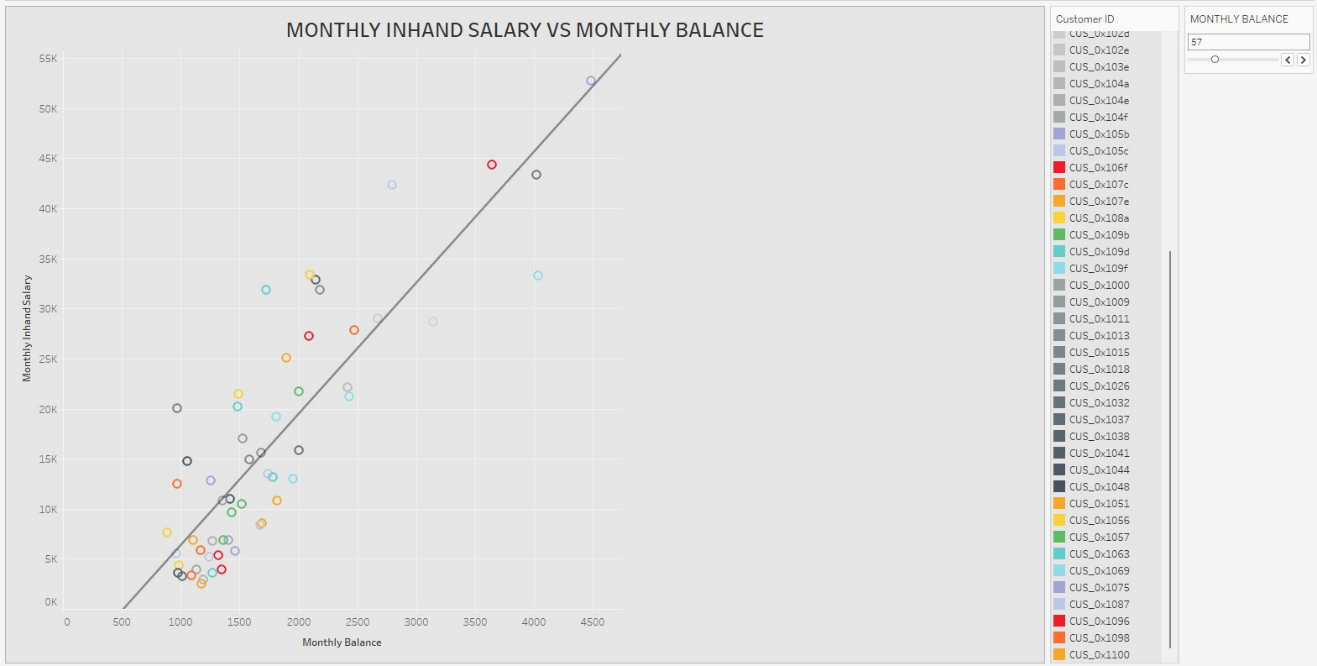 MONTHLY INHAND SALARY VS MONTHLY BALANCE
55K
50K
45K
40K
35K
30K
25K
20K
15K
10K
5K
0K
Monthly Inhand Salary
0 500 1000 1500 2000 2500 3000 3500 4000 4500
Monthly Balance
Customer ID
CUS_0x102d
CUS_0x102e
CUS_0x103e
CUS_0x104a
CUS_0x104e
CUS_0x104f
CUS_0x105b
CUS_0x105c
CUS_0x106f
CUS_0x107c
CUS_0x107e
CUS_0x108a
CUS_0x109b
CUS_0x109d
CUS_0x109f
CUS_0x1000
CUS_0x1009
CUS_0x1011
CUS_0x1013
CUS_0x1015
CUS_0x1018
CUS_0x1026
CUS_0x1032
CUS_0x1037
CUS_0x1038
CUS_0x1041
CUS_0x1044
CUS_0x1048
CUS_0x1051
CUS_0x1056
CUS_0x1057
CUS_0x1063
CUS_0x1069
CUS_0x1075
CUS_0x1087
CUS_0x1096
CUS_0x1098
CUS_0x1100
MONTHLY BALANCE
57